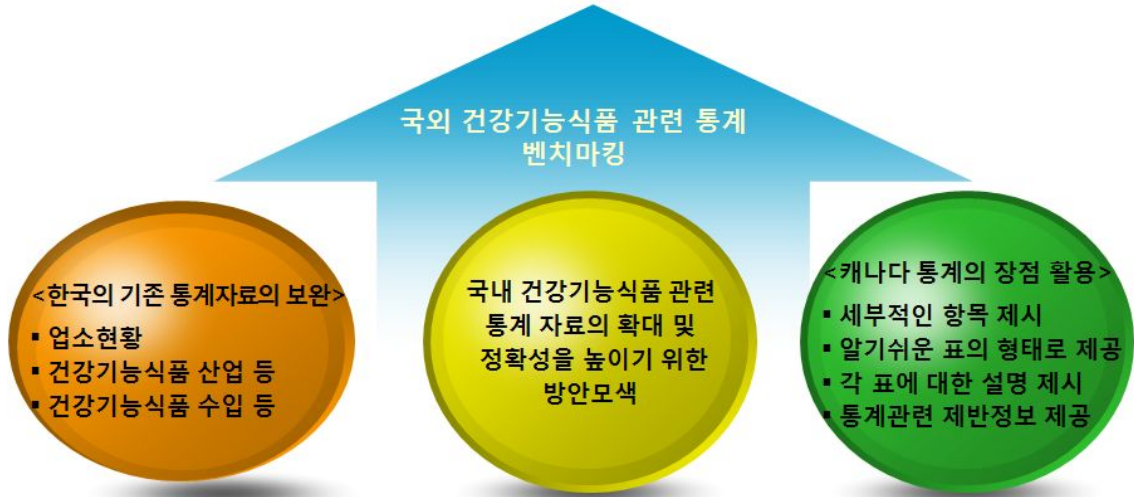 국외 건강기능식품 관련 통계
벤치마킹
<한국의 기존 통계자료의 보완>
▪ 업소현황
▪ 건강기능식품 산업 등
▪ 건강기능식품 수입 등
국내 건강기능식품 관련
통계 자료의 확대 및
정확성을 높이기 위한
방안모색
<캐나다 통계의 장점 활용>
▪ 세부적인 항목 제시
▪ 알기쉬운 표의 형태로 제공
▪ 각 표에 대한 설명 제시
▪ 통계관련 제반정보 제공